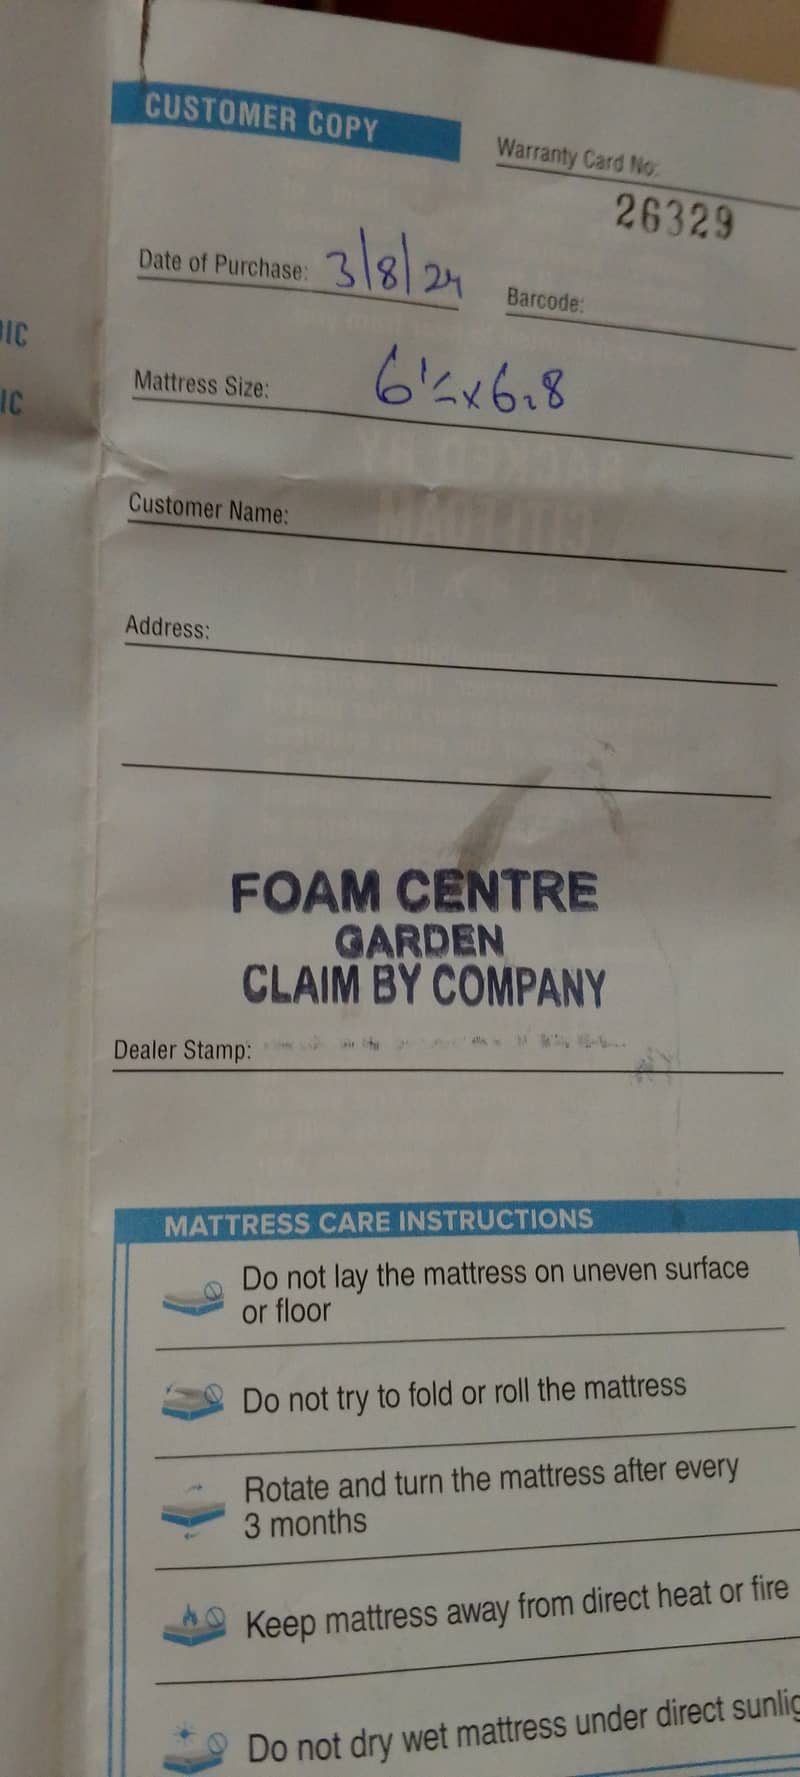 CUSTOMER COPY
Warranty Card No:
26329
Date of Purchase: 3/8/24
Barcode:
Mattress Size: 6'=x6.8
Customer Name:
Address:
FOAM CENTRE
GARDEN
CLAIM BY COMPANY
Dealer Stamp:
MATTRESS CARE INSTRUCTIONS
Do not lay the mattress on uneven surface
or floor
Do not try to fold or roll the mattress
Rotate and turn the mattress after every
3 months
Keep mattress away from direct heat or fire
Do not dry wet mattress under direct sunlig
IC
IC